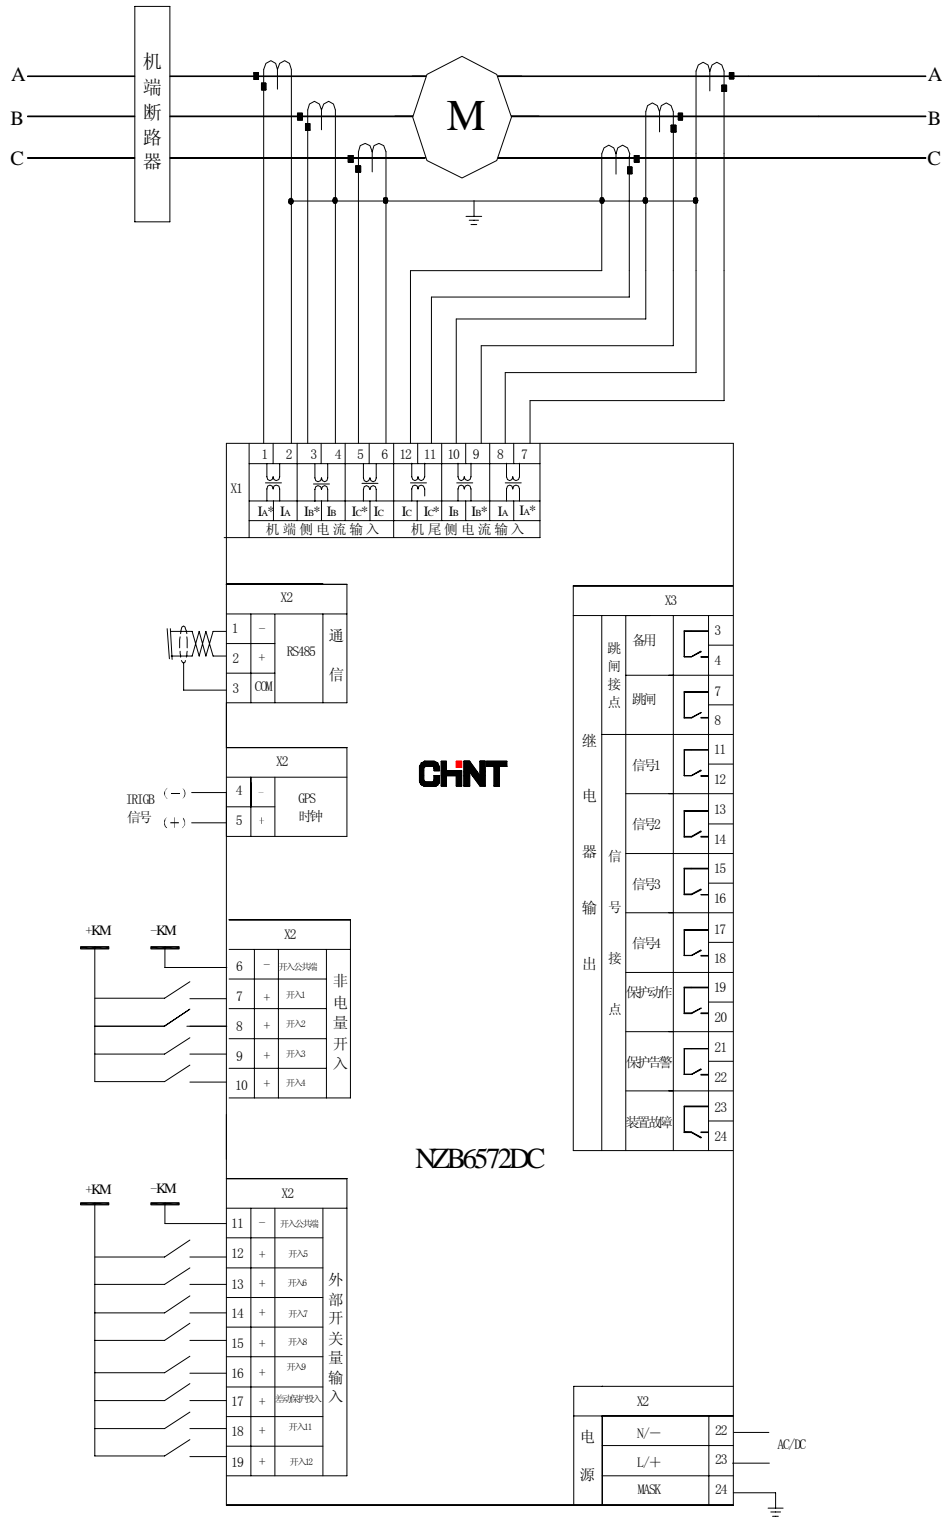 A
B
C
机端断路器
M
A
B
C
X1
1 2 3 4 5 6 12 11 10 9 8 7
IA* IA IB* IB IC* IC IC IC* IB IB* IA IA*
机端侧电流输入 机尾侧电流输入
X2
1 －
2 +
3 COM
RS485
通信
X2
4 －
5 +
GPS
时钟
IRIGB (－)
信号 (＋)
CHiNT
+KM -KM
X2
6 － 开入公共端
7 + 开入1
8 + 开入2
9 + 开入3
10 + 开入4
非电量开入
NZB6572DC
+KM -KM
X2
11 － 开入公共端
12 + 开入5
13 + 开入6
14 + 开入7
15 + 开入8
16 + 开入9
17 + 差动保护投入
18 + 开入11
19 + 开入12
外部开关量输入
X3
继电器输出
跳闸接点
备用 3
4
跳闸 7
8
信号接点
信号1 11
12
信号2 13
14
信号3 15
16
信号4 17
18
保护动作 19
20
保护告警 21
22
装置故障 23
24
X2
电源
N/－ 22
L/＋ 23
MASK 24
AC/DC